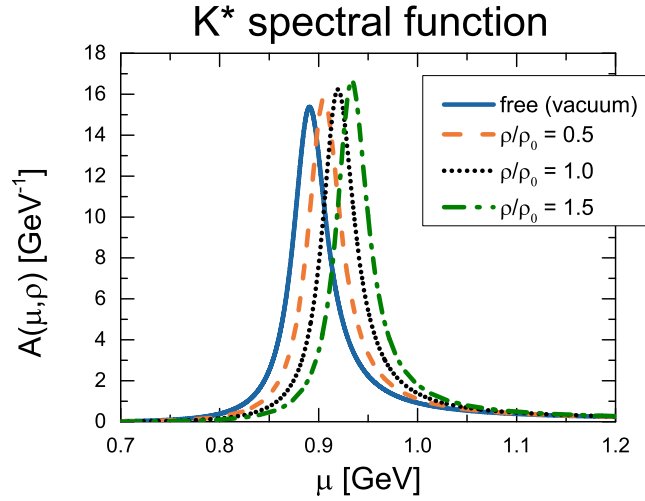 K* spectral function
18
16
14
12
10
8
6
4
2
0
A(μ,ρ) [GeV⁻¹]
free (vacuum)
ρ/ρ₀ = 0.5
ρ/ρ₀ = 1.0
ρ/ρ₀ = 1.5
0.7 0.8 0.9 1.0 1.1 1.2
μ [GeV]